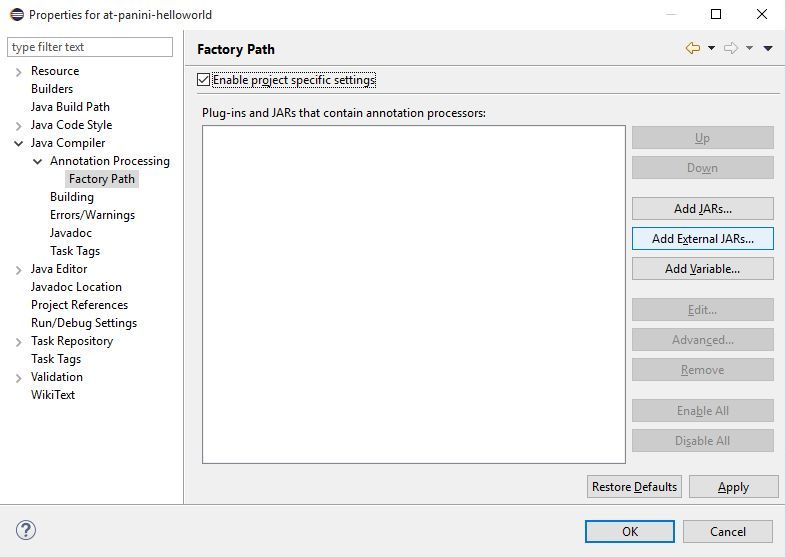 Properties for at-panini-helloworld
type filter text
Resource
Builders
Java Build Path
Java Code Style
Java Compiler
Annotation Processing
Factory Path
Building
Errors/Warnings
Javadoc
Task Tags
Java Editor
Javadoc Location
Project References
Run/Debug Settings
Task Repository
Task Tags
Validation
WikiText
Factory Path
Enable project specific settings
Plug-ins and JARs that contain annotation processors:
Up
Down
Add JARs...
Add External JARs...
Add Variable...
Edit...
Advanced...
Remove
Enable All
Disable All
Restore Defaults
Apply
?
OK
Cancel